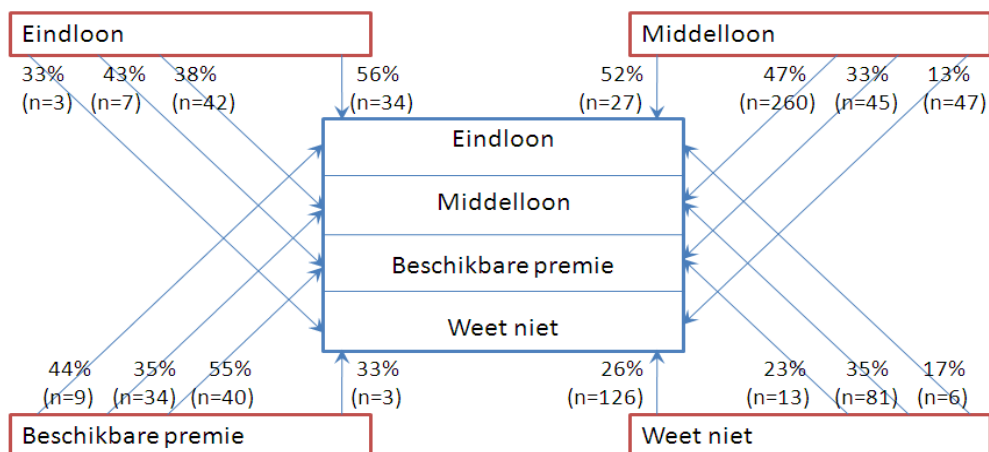 Eindloon
Middelloon
33% 43% 38% 56% 52% 47% 33% 13%
(n=3) (n=7) (n=42) (n=34) (n=27) (n=260) (n=45) (n=47)
Eindloon
Middelloon
Beschikbare premie
Weet niet
44% 35% 55% 33% 26% 23% 35% 17%
(n=9) (n=34) (n=40) (n=3) (n=126) (n=13) (n=81) (n=6)
Beschikbare premie
Weet niet